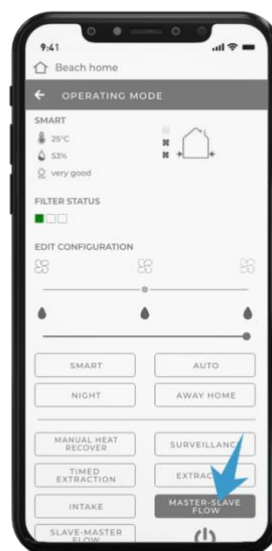 9:41
Beach home
OPERATING MODE
SMART
25°C
53%
very good
FILTER STATUS
EDIT CONFIGURATION
SMART
AUTO
NIGHT
AWAY HOME
MANUAL HEAT
RECOVER
SURVEILLANCE
TIMED
EXTRACTION
EXTRAC
INTAKE
MASTER-SLAVE
FLOW
SLAVE-MASTER
FLOW